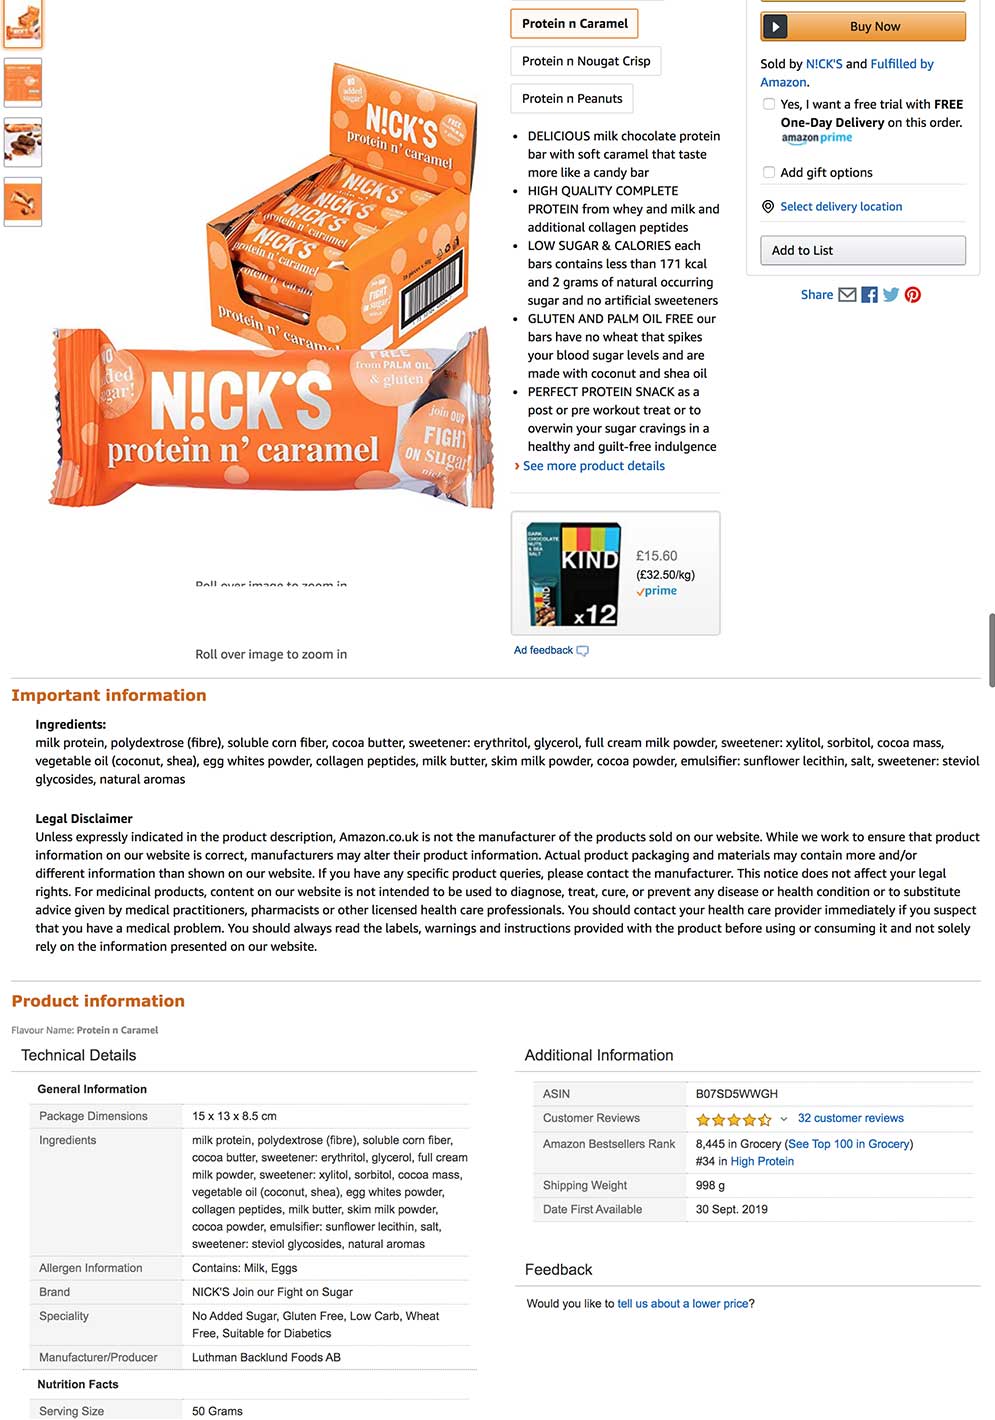 Protein n Caramel
Protein n Nougat Crisp
Protein n Peanuts
DELICIOUS milk chocolate protein
bar with soft caramel that taste
more like a candy bar
HIGH QUALITY COMPLETE
PROTEIN from whey and milk and
additional collagen peptides
LOW SUGAR & CALORIES each
bars contains less than 171 kcal
and 2 grams of natural occurring
sugar and no artificial sweeteners
GLUTEN AND PALM OIL FREE our
bars have no wheat that spikes
your blood sugar levels and are
made with coconut and shea oil
PERFECT PROTEIN SNACK as a
post or pre workout treat or to
overwin your sugar cravings in a
healthy and guilt-free indulgence
› See more product details
Buy Now
Sold by N!CK'S and Fulfilled by
Amazon.
Yes, I want a free trial with FREE
One-Day Delivery on this order.
amazon prime
Add gift options
Select delivery location
Add to List
Share
NO
added
sugar!
N!CK'S
protein n' caramel
N!CK'S
N!CK'S
protein n' caramel
N!CK'S
protein n' caramel
FIGHT
on sugar
protein n' caramel
FREE
from PALM OIL
& gluten
N!CK'S
protein n' caramel
join OUR
FIGHT
ON sugar
DARK
CHOCOLATE
NUTS
& SEA
SALT
KIND
KIND
x12
£15.60
(£32.50/kg)
prime
Ad feedback
Roll over image to zoom in
Roll over image to zoom in
Important information
Ingredients:
milk protein, polydextrose (fibre), soluble corn fiber, cocoa butter, sweetener: erythritol, glycerol, full cream milk powder, sweetener: xylitol, sorbitol, cocoa mass,
vegetable oil (coconut, shea), egg whites powder, collagen peptides, milk butter, skim milk powder, cocoa powder, emulsifier: sunflower lecithin, salt, sweetener: steviol
glycosides, natural aromas
Legal Disclaimer
Unless expressly indicated in the product description, Amazon.co.uk is not the manufacturer of the products sold on our website. While we work to ensure that product
information on our website is correct, manufacturers may alter their product information. Actual product packaging and materials may contain more and/or
different information than shown on our website. If you have any specific product queries, please contact the manufacturer. This notice does not affect your legal
rights. For medicinal products, content on our website is not intended to be used to diagnose, treat, cure, or prevent any disease or health condition or to substitute
advice given by medical practitioners, pharmacists or other licensed health care professionals. You should contact your health care provider immediately if you suspect
that you have a medical problem. You should always read the labels, warnings and instructions provided with the product before using or consuming it and not solely
rely on the information presented on our website.
Product information
Flavour Name: Protein n Caramel
Technical Details
General Information
Package Dimensions 15 x 13 x 8.5 cm
Ingredients milk protein, polydextrose (fibre), soluble corn fiber,
cocoa butter, sweetener: erythritol, glycerol, full cream
milk powder, sweetener: xylitol, sorbitol, cocoa mass,
vegetable oil (coconut, shea), egg whites powder,
collagen peptides, milk butter, skim milk powder,
cocoa powder, emulsifier: sunflower lecithin, salt,
sweetener: steviol glycosides, natural aromas
Allergen Information Contains: Milk, Eggs
Brand NICK'S Join our Fight on Sugar
Speciality No Added Sugar, Gluten Free, Low Carb, Wheat
Free, Suitable for Diabetics
Manufacturer/Producer Luthman Backlund Foods AB
Nutrition Facts
Serving Size 50 Grams
Additional Information
ASIN B07SD5WWGH
Customer Reviews 32 customer reviews
Amazon Bestsellers Rank 8,445 in Grocery (See Top 100 in Grocery)
#34 in High Protein
Shipping Weight 998 g
Date First Available 30 Sept. 2019
Feedback
Would you like to tell us about a lower price?